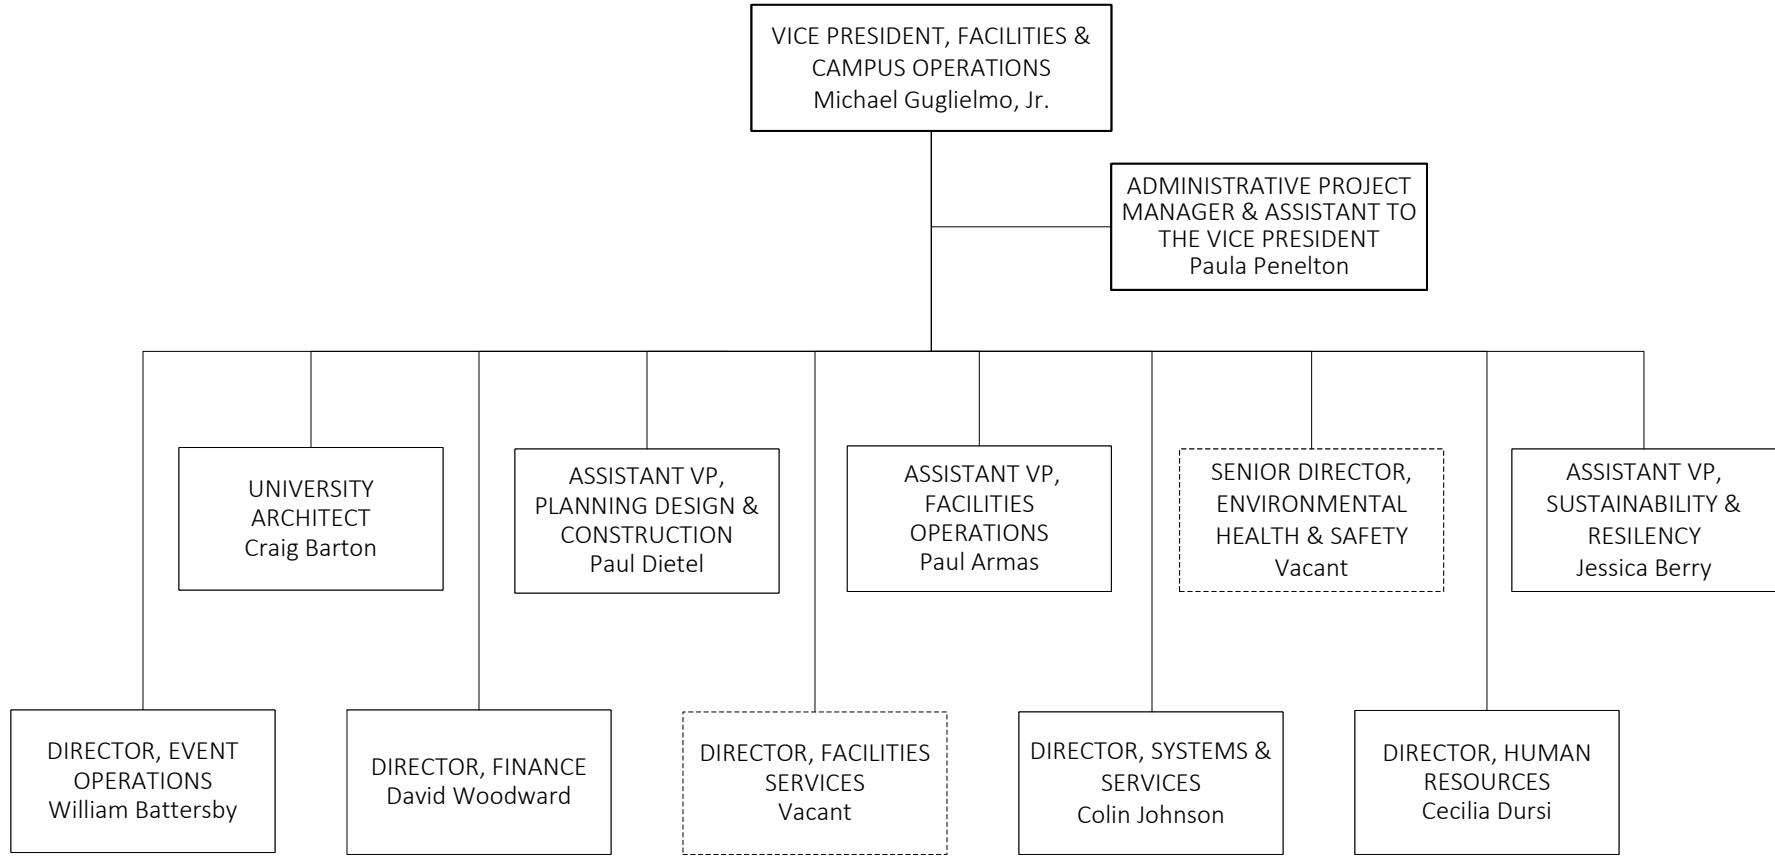 VICE PRESIDENT, FACILITIES &
CAMPUS OPERATIONS
Michael Guglielmo, Jr.
ADMINISTRATIVE PROJECT
MANAGER & ASSISTANT TO
THE VICE PRESIDENT
Paula Penelton
UNIVERSITY
ARCHITECT
Craig Barton
ASSISTANT VP,
PLANNING DESIGN &
CONSTRUCTION
Paul Dietel
ASSISTANT VP,
FACILITIES
OPERATIONS
Paul Armas
SENIOR DIRECTOR,
ENVIRONMENTAL
HEALTH & SAFETY
Vacant
ASSISTANT VP,
SUSTAINABILITY &
RESILENCY
Jessica Berry
DIRECTOR, EVENT
OPERATIONS
William Battersby
DIRECTOR, FINANCE
David Woodward
DIRECTOR, FACILITIES
SERVICES
Vacant
DIRECTOR, SYSTEMS &
SERVICES
Colin Johnson
DIRECTOR, HUMAN
RESOURCES
Cecilia Dursi